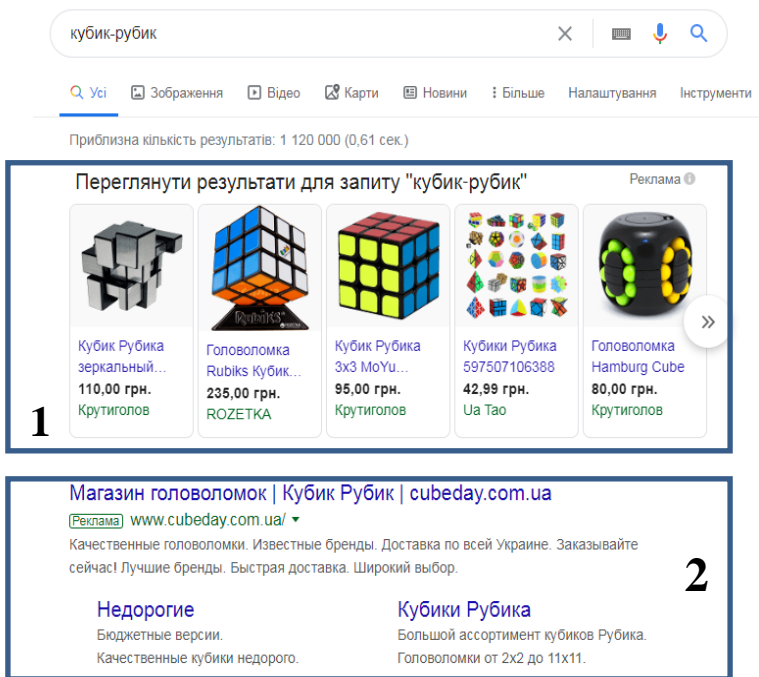 кубик-рубик
Усі Зображення Відео Карти Новини Більше Налаштування Інструменти
Приблизна кількість результатів: 1 120 000 (0,61 сек.)
Переглянути результати для запиту "кубик-рубик" Реклама
Rubik's
Кубик Рубика
зеркальный...
110,00 грн.
Крутиголов
Головоломка
Rubiks Кубик...
235,00 грн.
ROZETKA
Кубик Рубика
3x3 MoYu...
95,00 грн.
Крутиголов
Кубики Рубика
597507106388
42,99 грн.
Ua Tao
Головоломка
Hamburg Cube
80,00 грн.
Крутиголов
1
Магазин головоломок | Кубик Рубик | cubeday.com.ua
Реклама www.cubeday.com.ua/
Качественные головоломки. Известные бренды. Доставка по всей Украине. Заказывайте
сейчас! Лучшие бренды. Быстрая доставка. Широкий выбор.
2
Недорогие
Бюджетные версии.
Качественные кубики недорого.
Кубики Рубика
Большой ассортимент кубиков Рубика.
Головоломки от 2x2 до 11x11.